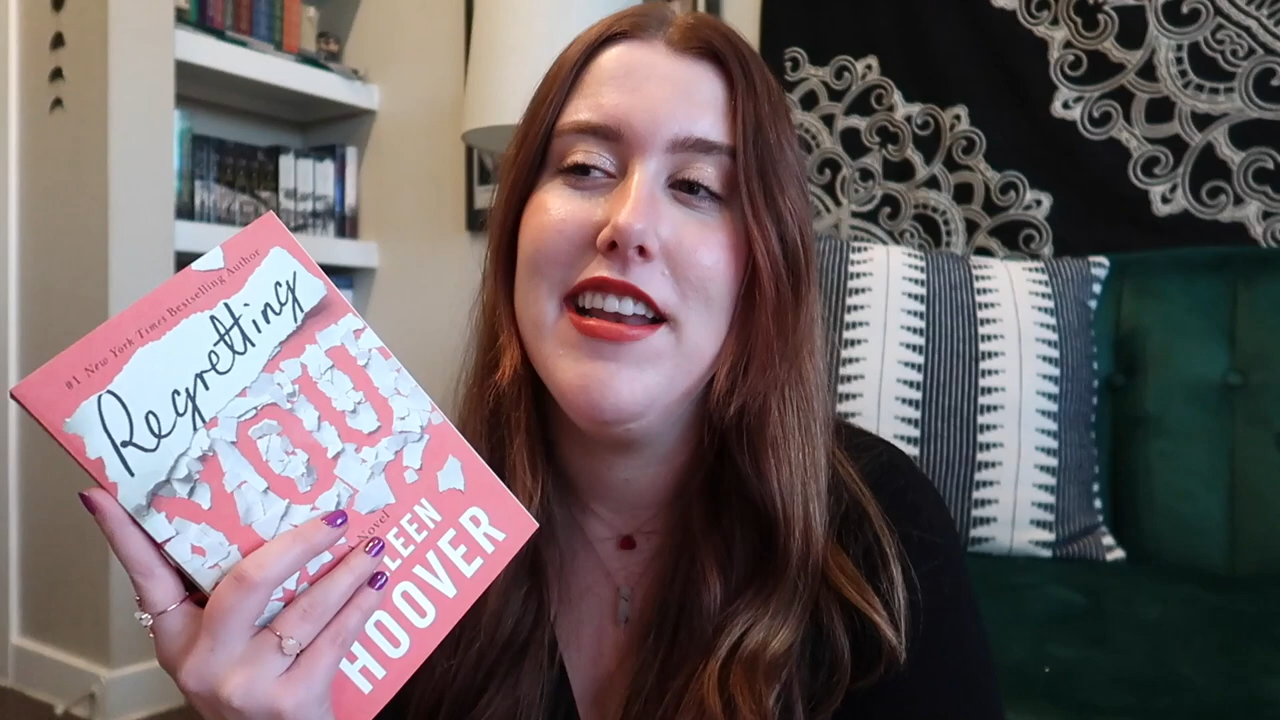 #1 New York Times Bestselling Author
Regretting
YOU
Novel
LEEN
HOOVER